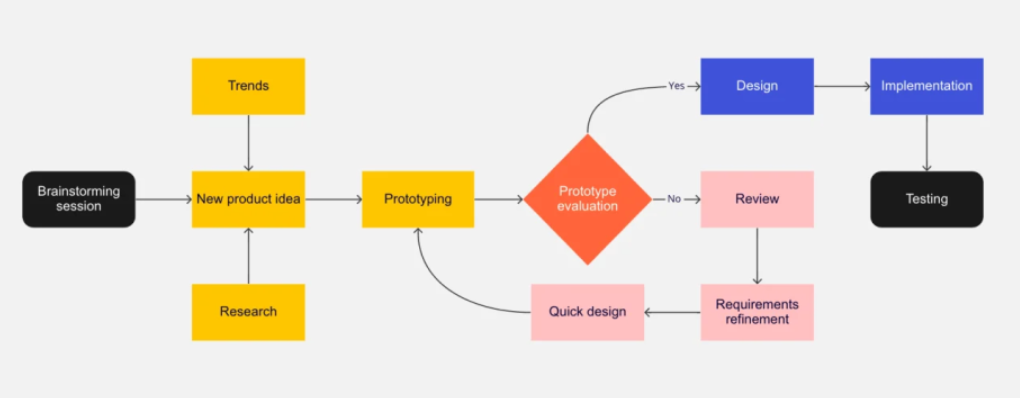 Trends
Yes
Design
Implementation
Brainstorming
session
New product idea
Prototyping
Prototype
evaluation
No
Review
Testing
Research
Quick design
Requirements
refinement